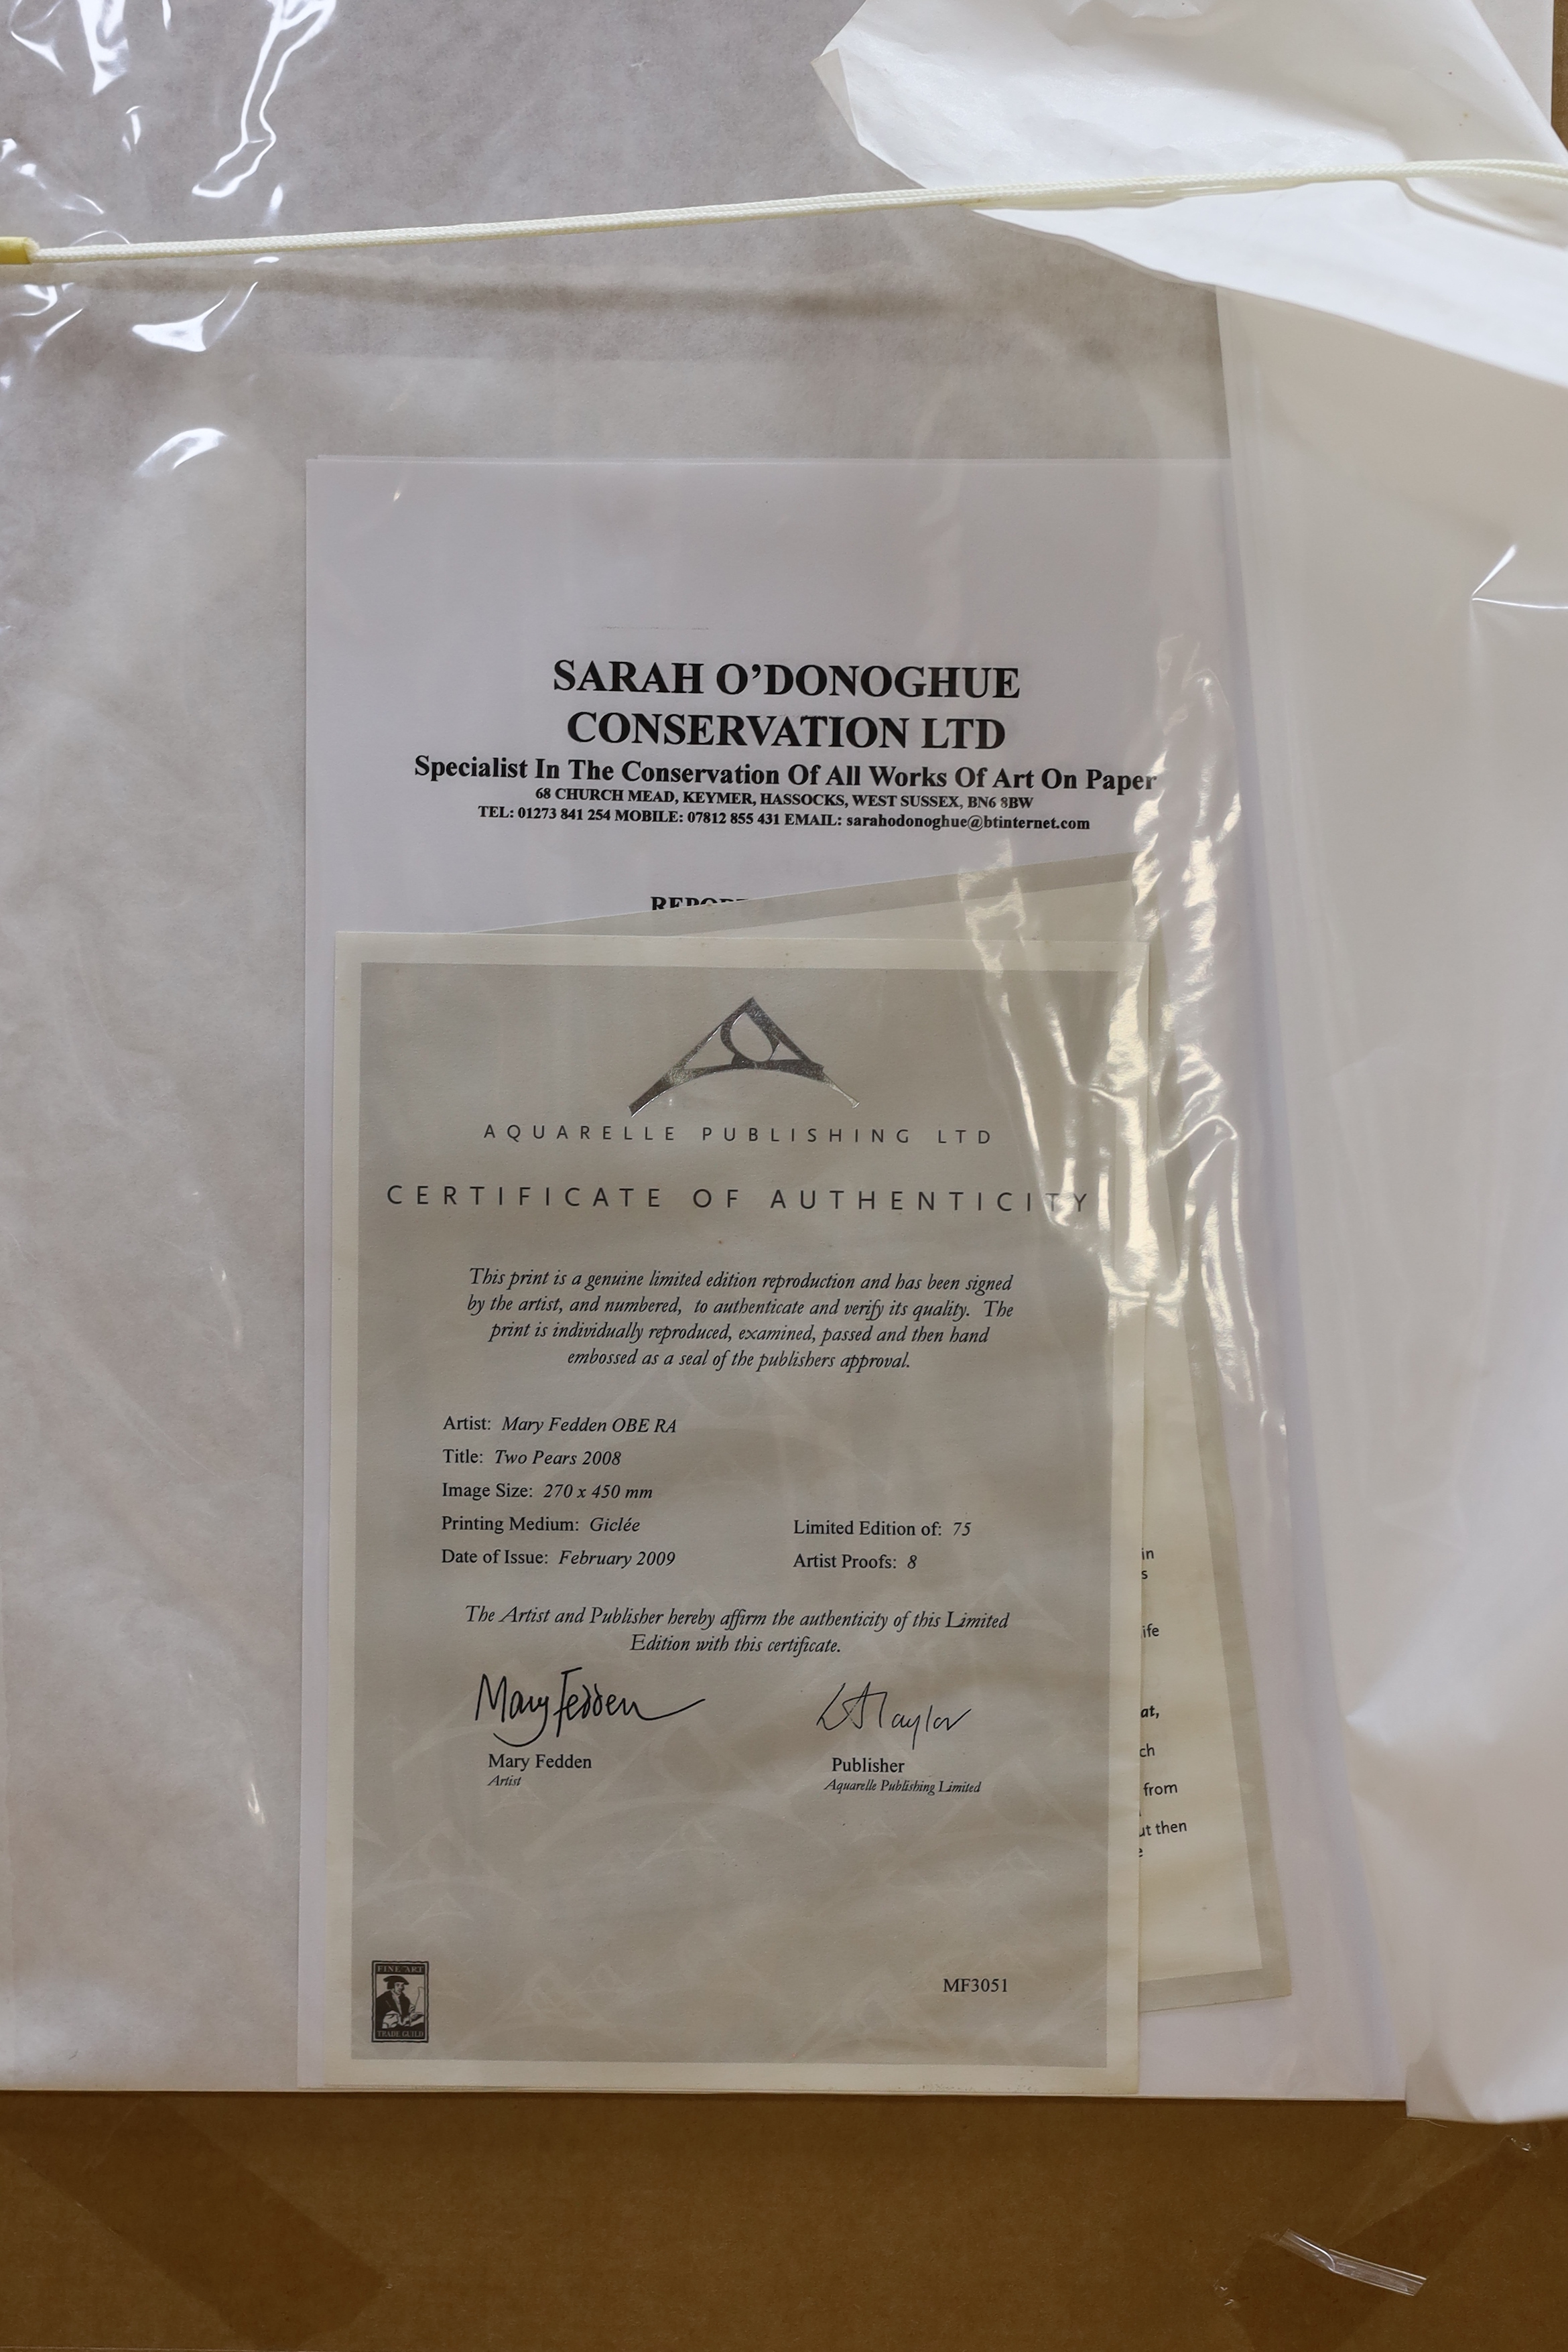 SARAH O'DONOGHUE
CONSERVATION LTD
Specialist In The Conservation Of All Works Of Art On Paper
68 CHURCH MEAD, KEYMER, HASSOCKS, WEST SUSSEX, BN6 8BW
TEL: 01273 841 254 MOBILE: 07812 855 431 EMAIL: sarahodonoghue@btinternet.com
AQUARELLE PUBLISHING LTD
CERTIFICATE OF AUTHENTICITY
This print is a genuine limited edition reproduction and has been signed
by the artist, and numbered, to authenticate and verify its quality. The
print is individually reproduced, examined, passed and then hand
embossed as a seal of the publishers approval.
Artist: Mary Fedden OBE RA
Title: Two Pears 2008
Image Size: 270 x 450 mm
Printing Medium: Giclée
Limited Edition of: 75
Date of Issue: February 2009
Artist Proofs: 8
The Artist and Publisher hereby affirm the authenticity of this Limited
Edition with this certificate.
Mary Fedden
Mary Fedden
Artist
Publisher
Aquarelle Publishing Limited
FINE ART
TRADE GUILD
MF3051
in
s
ife
at,
ch
from
ut then
e